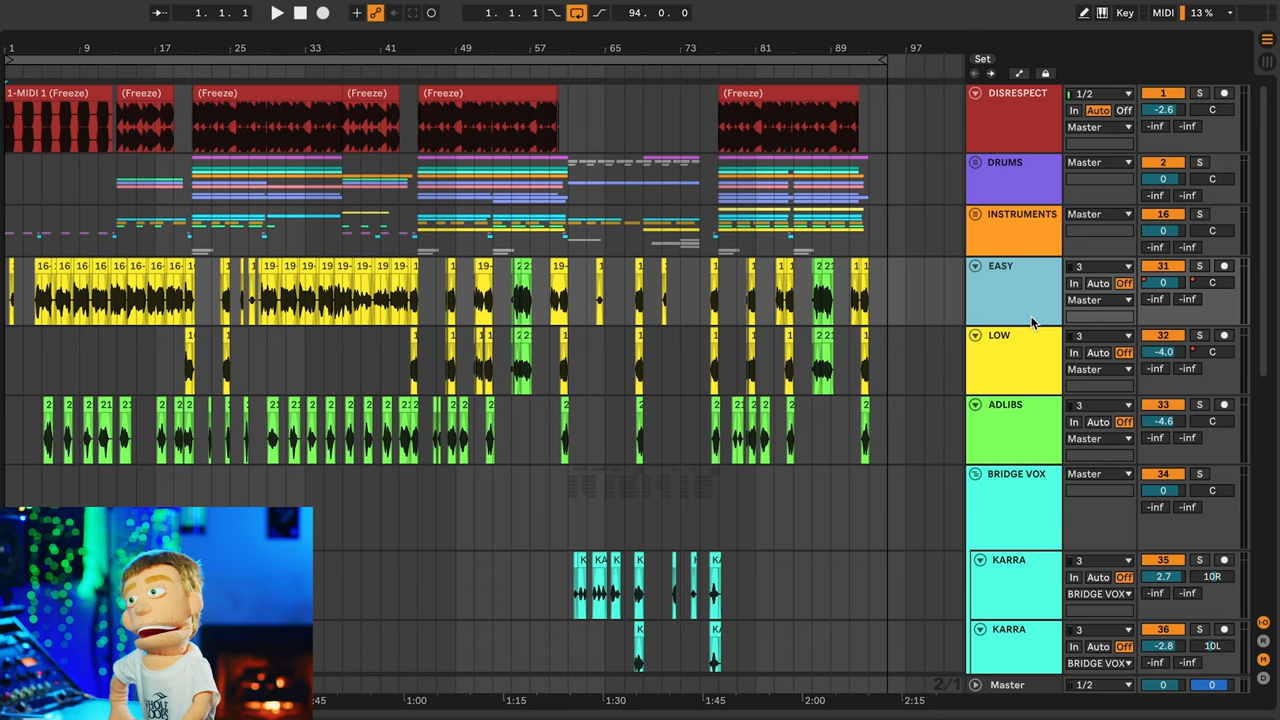 1. 1. 1
1. 1. 1
94. 0. 0
Key
MIDI
13 %
1
9
17
25
33
41
49
57
65
73
81
89
97
Set
1-MIDI 1 (Freeze)
(Freeze)
(Freeze)
(Freeze)
(Freeze)
(Freeze)
DISRESPECT
1/2
1
S
In
Auto
Off
-2.6
C
Master
-inf
-inf
DRUMS
Master
2
S
0
C
-inf
-inf
INSTRUMENTS
Master
16
S
0
C
-inf
-inf
EASY
3
31
S
In
Auto
Off
0
C
Master
-inf
-inf
LOW
3
32
S
In
Auto
Off
-4.0
C
Master
-inf
-inf
ADLIBS
3
33
S
In
Auto
Off
-4.6
C
Master
-inf
-inf
BRIDGE VOX
Master
34
S
0
C
-inf
-inf
KARRA
3
35
S
In
Auto
Off
2.7
10R
BRIDGE VOX
-inf
-inf
KARRA
3
36
S
In
Auto
Off
-2.8
10L
BRIDGE VOX
-inf
-inf
2/1
Master
1/2
0
0
:45
1:00
1:15
1:30
1:45
2:00
2:15
WHOLE
LOOPS